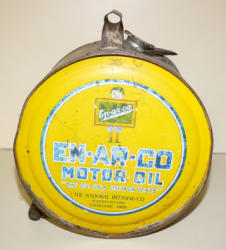 En-ar-co
EN-AR-CO
MOTOR OIL
"THE OIL OF A MILLION TESTS"
THE NATIONAL REFINING CO.
CLEVELAND, OHIO